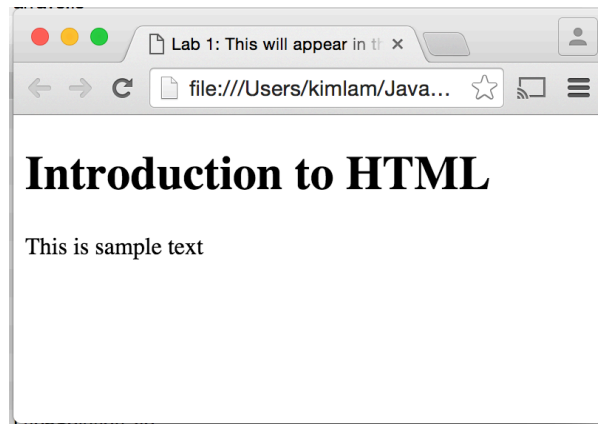 Lab 1: This will appear in th
file:///Users/kimlam/Java...
Introduction to HTML
This is sample text